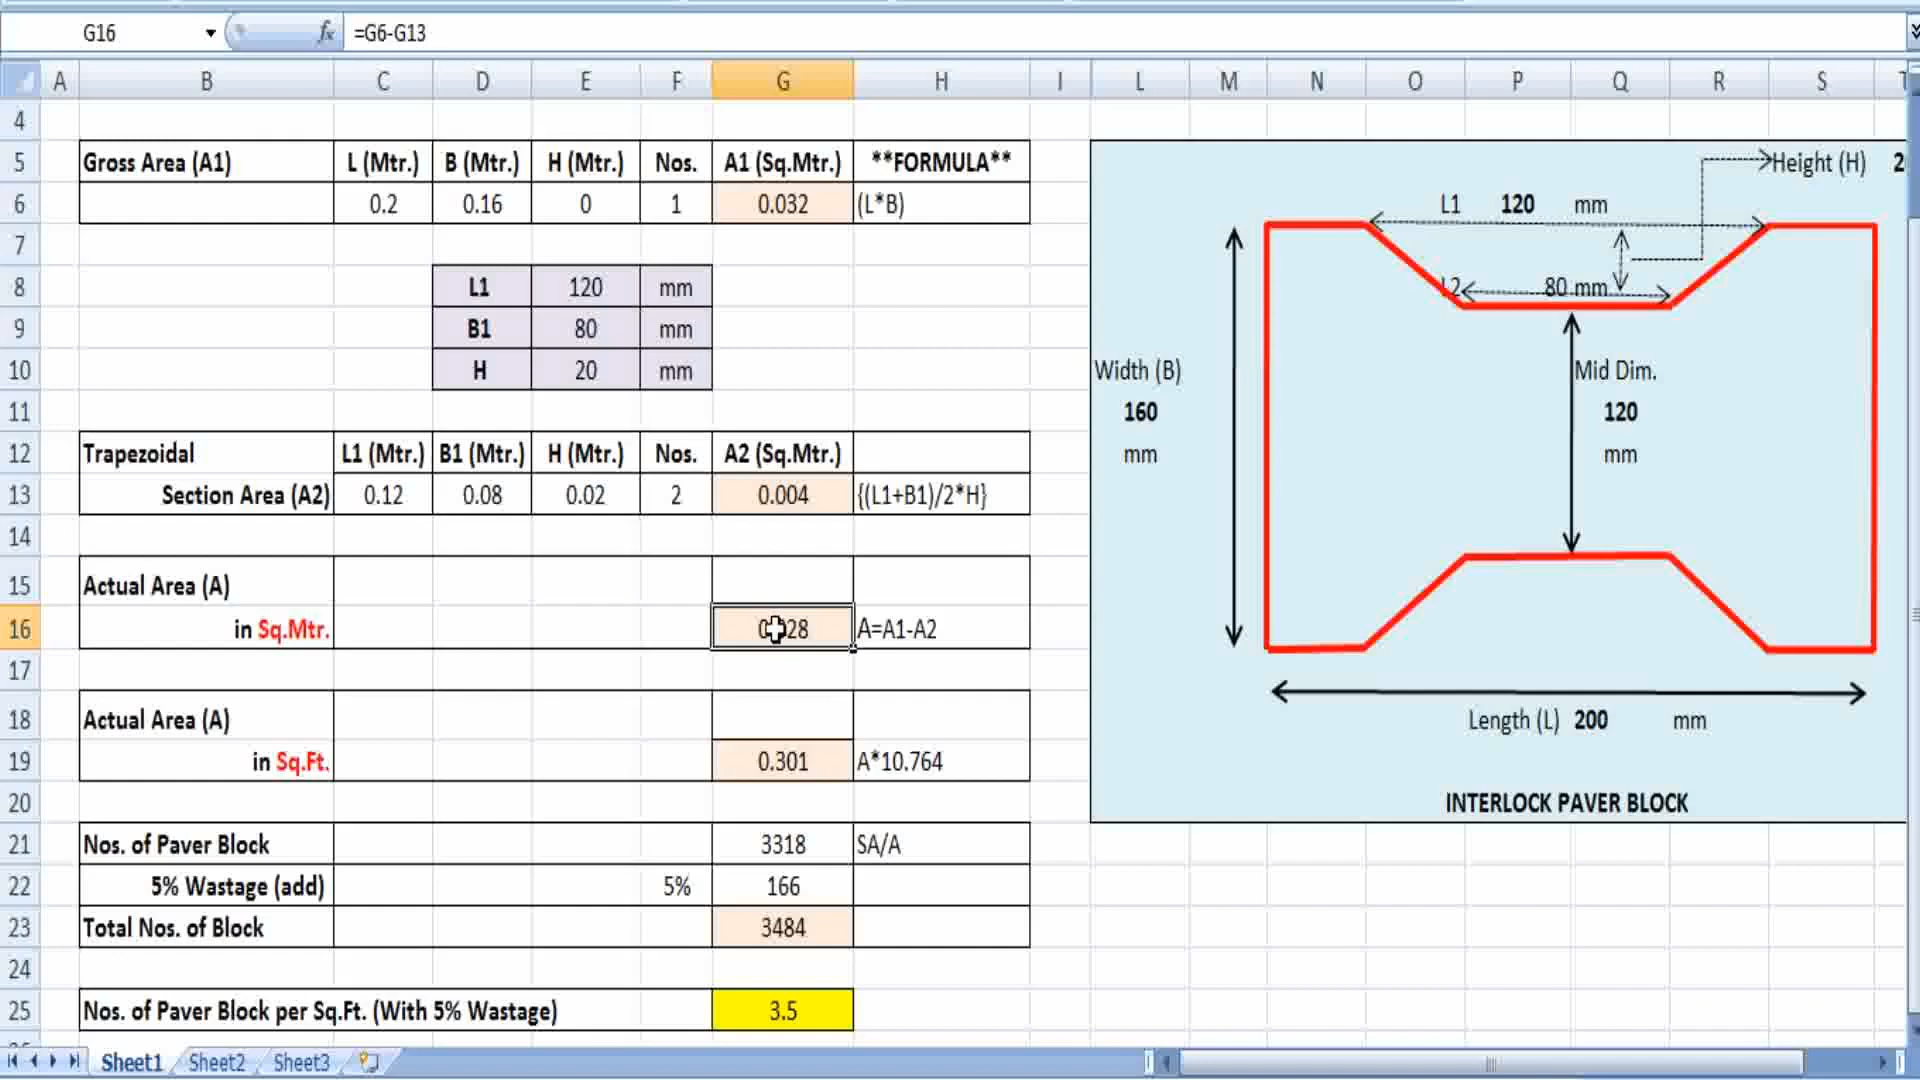 G16 fx =G6-G13
A B C D E F G H I L M N O P Q R S T
4
5 Gross Area (A1) L (Mtr.) B (Mtr.) H (Mtr.) Nos. A1 (Sq.Mtr.) **FORMULA**
6 0.2 0.16 0 1 0.032 (L*B)
7
8 L1 120 mm
9 B1 80 mm
10 H 20 mm
11
12 Trapezoidal L1 (Mtr.) B1 (Mtr.) H (Mtr.) Nos. A2 (Sq.Mtr.)
13 Section Area (A2) 0.12 0.08 0.02 2 0.004 {(L1+B1)/2*H}
14
15 Actual Area (A)
16 in Sq.Mtr. A=A1-A2
17
18 Actual Area (A)
19 in Sq.Ft. 0.301 A*10.764
20
21 Nos. of Paver Block 3318 SA/A
22 5% Wastage (add) 5% 166
23 Total Nos. of Block 3484
24
25 Nos. of Paver Block per Sq.Ft. (With 5% Wastage) 3.5
Height (H)
L1 120 mm
L2 80 mm
Width (B)
160
mm
Mid Dim.
120
mm
Length (L) 200 mm
INTERLOCK PAVER BLOCK
Sheet1 Sheet2 Sheet3